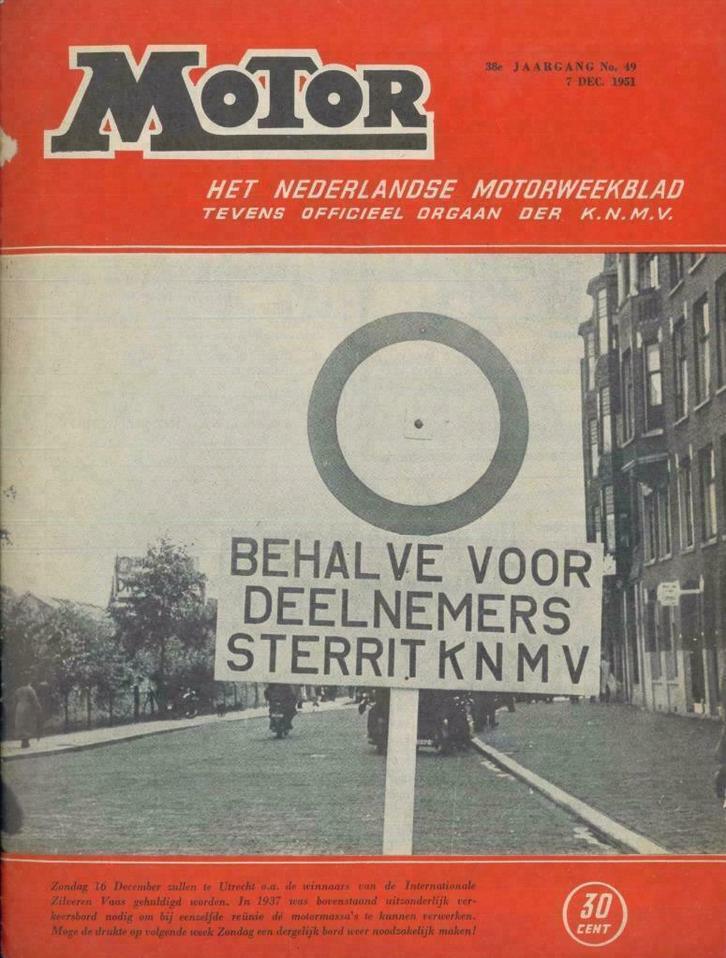 MOTOR
38e JAARGANG No. 49
7 DEC. 1951
HET NEDERLANDSE MOTORWEEKBLAD
TEVENS OFFICIEEL ORGAAN DER K.N.M.V.
BEHALVE VOOR
DEELNEMERS
STERRIT KNMV
Zondag 16 December zullen te Utrecht o.a. de winnaars van de Internationale
Zilveren Vaas gehuldigd worden. In 1937 was bovenstaand uitzonderlijk ver-
keersbord nodig om bij eenzelfde reünie dé motormassa's te kunnen verwerken.
Moge de drukte op volgende week Zondag een dergelijk bord weer noodzakelijk maken!
30
CENT